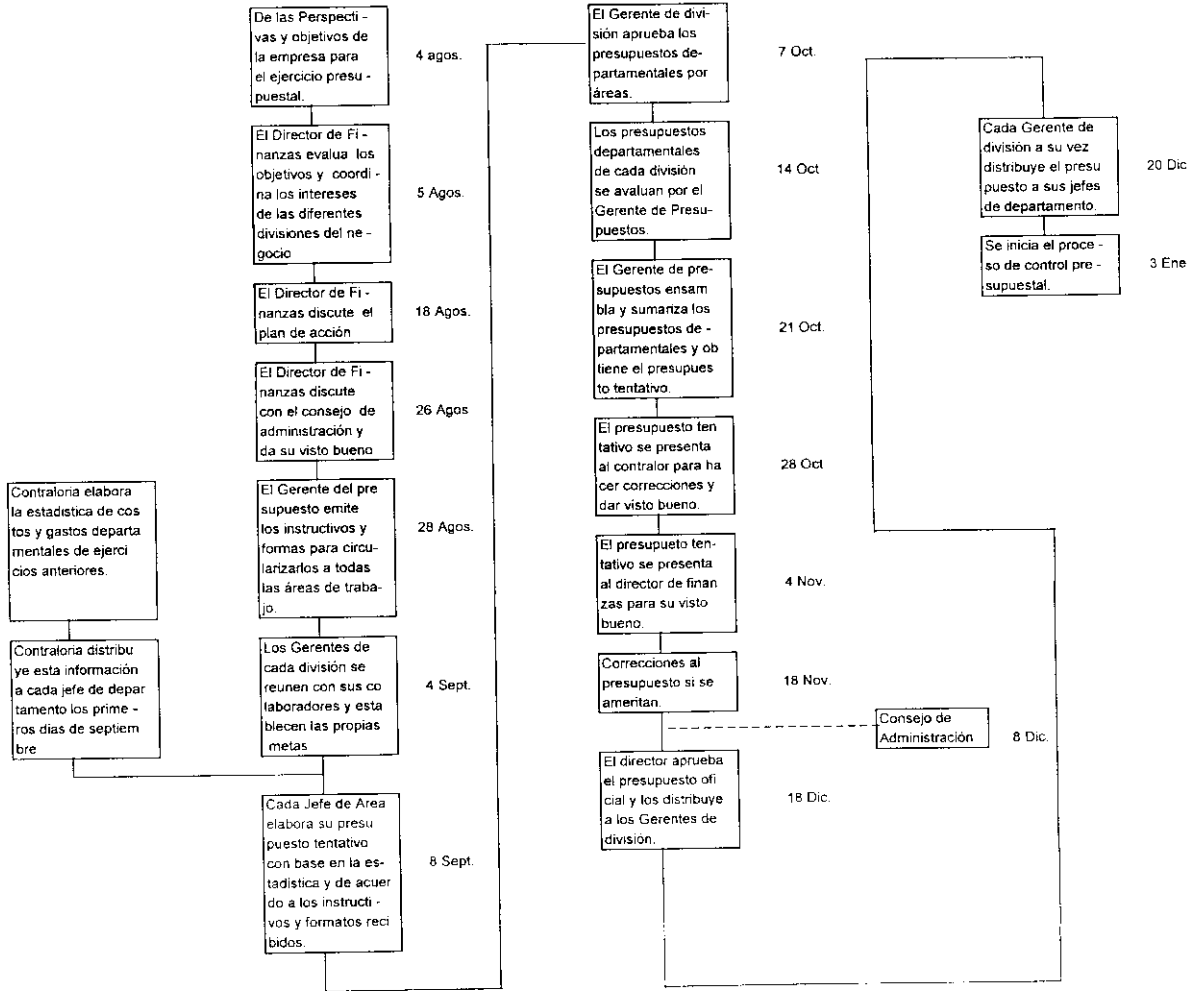 De las Perspecti -
vas y objetivos de
la empresa para
el ejercicio presu -
puestal.
4 agos.
El Director de Fi -
nanzas evalua los
objetivos y coordi -
na los intereses
de las diferentes
divisiones del ne -
gocio
5 Agos.
El Director de Fi -
nanzas discute el
plan de acción
18 Agos.
El Director de Fi -
nanzas discute
con el consejo de
administración y
da su visto bueno
26 Agos
Contraloria elabora
la estadística de cos
tos y gastos departa
mentales de ejerci
cios anteriores.
El Gerente del pre
supuesto emite
los instructivos y
formas para circu-
larizarlos a todas
las áreas de traba-
jo.
28 Agos.
Contraloria distribu
ye esta información
a cada jefe de depar
tamento los prime -
ros dias de septiem
bre
Los Gerentes de
cada división se
reunen con sus co
laboradores y esta
blecen las propias
metas
4 Sept.
Cada Jefe de Area
elabora su presu
puesto tentativo
con base en la es-
tadística y de acuer
do a los instructi -
vos y formatos reci
bidos.
8 Sept.
El Gerente de divi-
sión aprueba los
presupuestos de-
partamentales por
áreas.
7 Oct.
Los presupuestos
departamentales
de cada división
se avaluan por el
Gerente de Presu-
puestos.
14 Oct
El Gerente de pre-
supuestos ensam
bla y sumariza los
presupuestos de -
partamentales y ob
tiene el presupues
to tentativo.
21 Oct.
El presupuesto ten
tativo se presenta
al contralor para ha
cer correcciones y
dar visto bueno.
28 Oct
El presupueto ten-
tativo se presenta
al director de finan
zas para su visto
bueno.
4 Nov.
Correcciones al
presupuesto si se
ameritan.
18 Nov.
Consejo de
Administración
8 Dic.
El director aprueba
el presupuesto ofi
cial y los distribuye
a los Gerentes de
división.
18 Dic.
Cada Gerente de
división a su vez
distribuye el presu
puesto a sus jefes
de departamento.
20 Dic
Se inicia el proce -
so de control pre -
supuestal.
3 Ene